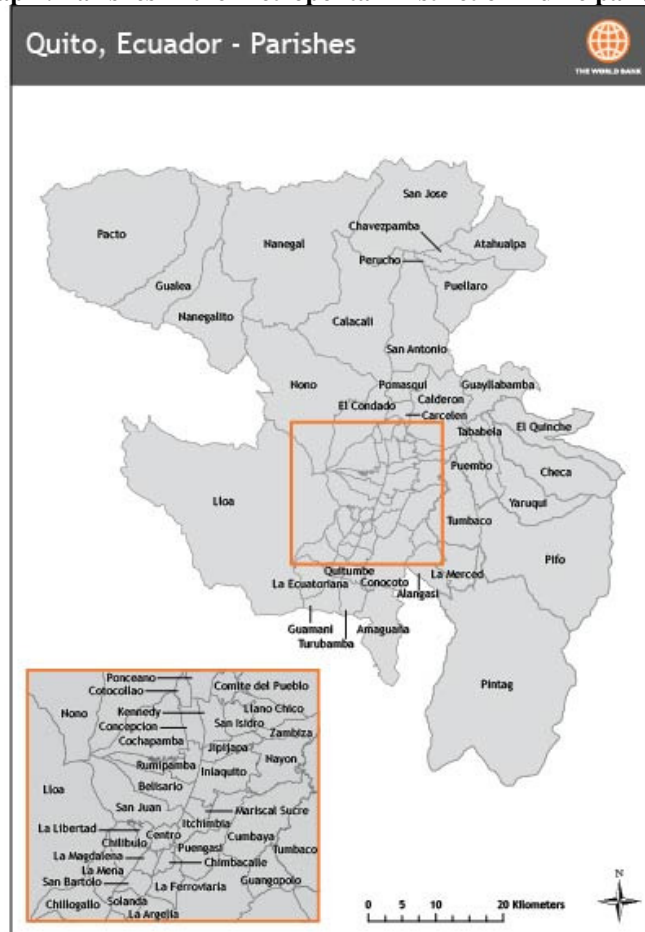 Quito, Ecuador - Parishes
THE WORLD BANK
San Jose
Chavezpamba
Pacto
Nanegal
Atahualpa
Perucho
Gualea
Puellaro
Nanegalito
Calacali
San Antonio
Nono
Pomasqui
Guayllabamba
El Condado
Calderon
Carcelen
El Quinche
Tababela
Puembo
Checa
Lloa
Yaruqui
Tumbaco
Pifo
Quitumbe
La Merced
La Ecuatoriana
Conocoto
Alangasi
Guamani
Amaguaña
Turubamba
Pintag
Ponceano
Cotocollao
Comite del Pueblo
Nono
Kennedy
Llano Chico
Concepcion
San Isidro
Zambiza
Cochapamba
Jipijapa
Rumipamba
Iniaquito
Nayon
Lloa
Belisario
San Juan
Mariscal Sucre
La Libertad
Itchimbia
Centro
Cumbaya
Chilibulo
Puengasi
Tumbaco
La Magdalena
Chimbacalle
La Mena
San Bartolo
La Ferroviaria
Guangopolo
Chillogallo
Solanda
La Argelia
N
0 5 10 20 Kilometers